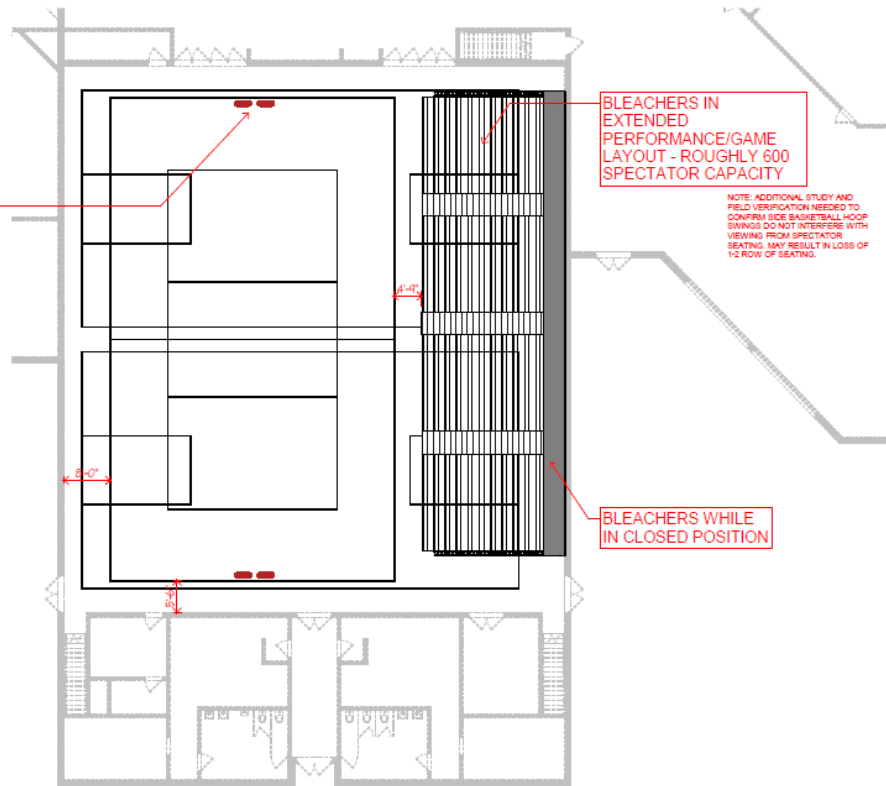 BLEACHERS IN
EXTENDED
PERFORMANCE/GAME
LAYOUT - ROUGHLY 600
SPECTATOR CAPACITY
NOTE: ADDITIONAL STUDY AND
FIELD VERIFICATION NEEDED TO
CONFIRM SIDE BASKETBALL HOOP
SWINGS DO NOT INTERFERE WITH
VIEWING FROM SPECTATOR
SEATING. MAY RESULT IN LOSS OF
1-2 ROW OF SEATING.
4'-9"
8'-0"
BLEACHERS WHILE
IN CLOSED POSITION